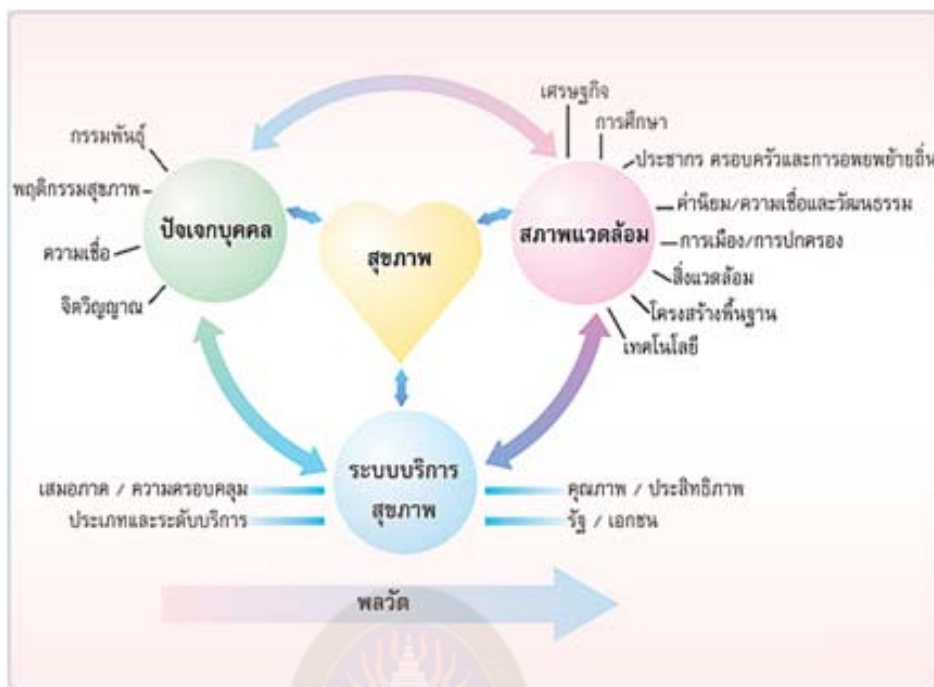 เศรษฐกิจ
การศึกษา
กรรมพันธุ์
ประชากร ครอบครัวและการอพยพย้ายถิ่น
พฤติกรรมสุขภาพ
ค่านิยม/ความเชื่อและวัฒนธรรม
ปัจเจกบุคคล
สุขภาพ
สภาพแวดล้อม
ความเชื่อ
การเมือง/การปกครอง
สิ่งแวดล้อม
จิตวิญญาณ
โครงสร้างพื้นฐาน
เทคโนโลยี
ระบบบริการ
สุขภาพ
เสมอภาค / ความครอบคลุม
คุณภาพ / ประสิทธิภาพ
ประเภทและระดับบริการ
รัฐ / เอกชน
พลวัต